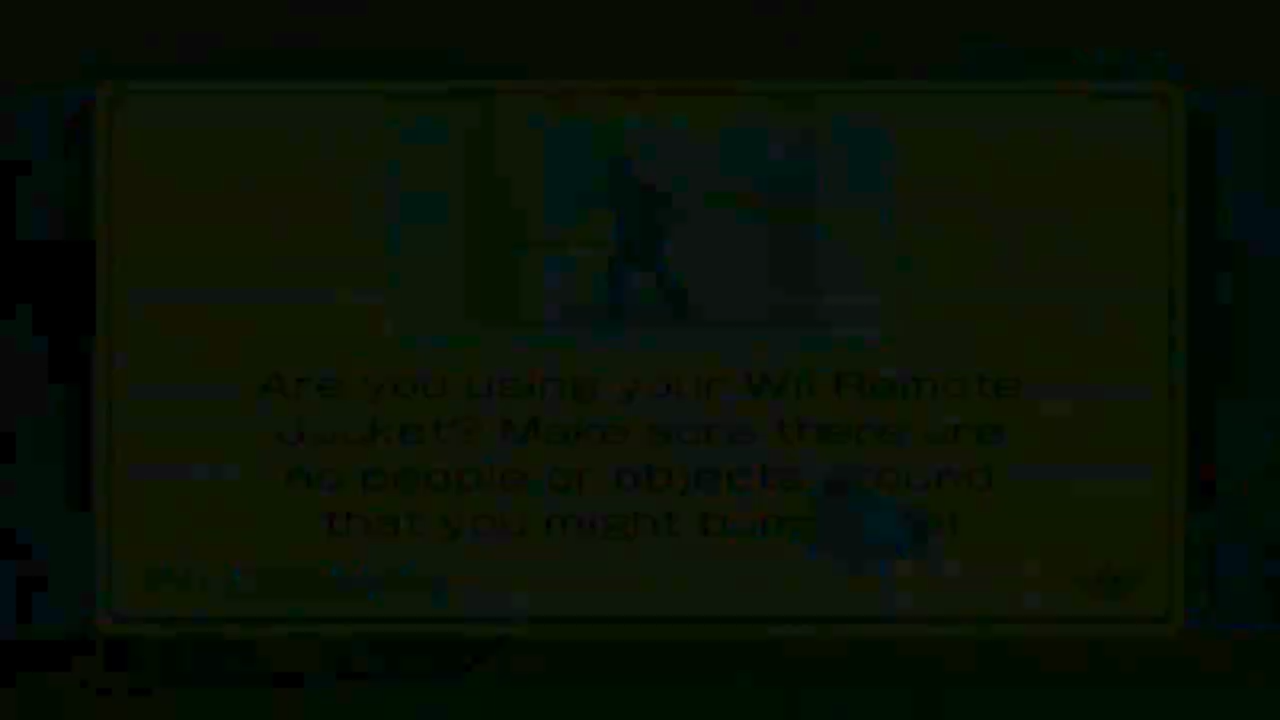 Are you using your Wii Remote
Jacket? Make sure there are
no people or objects around
that you might